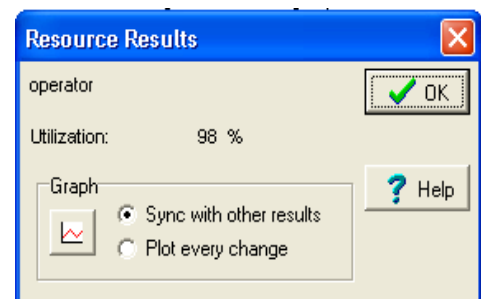 Resource Results
operator
OK
Utilization: 98 %
Help
Graph
Sync with other results
Plot every change